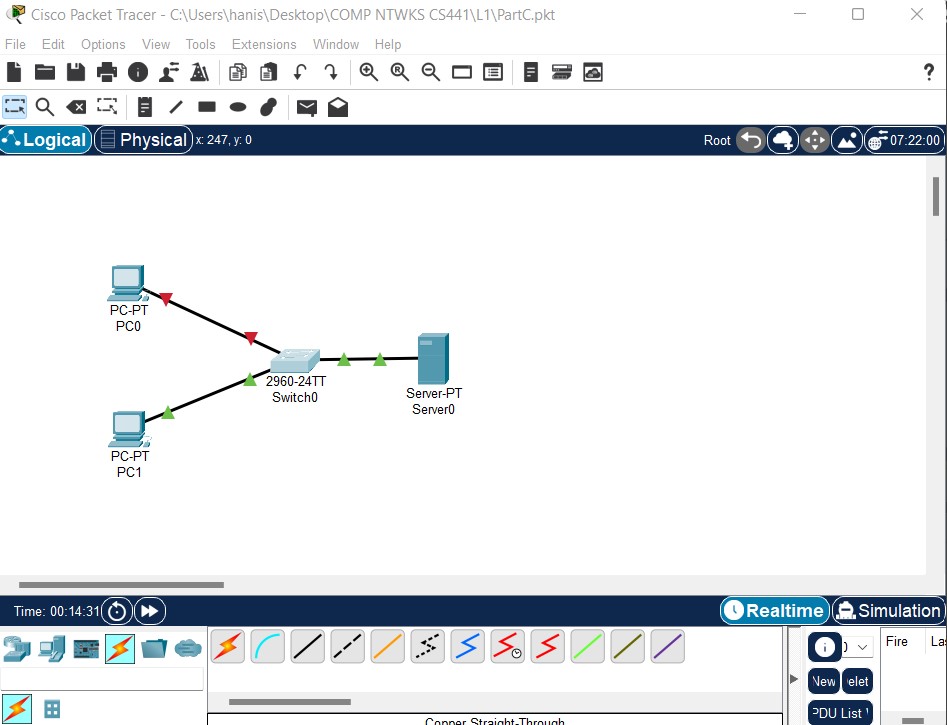 Cisco Packet Tracer - C:\Users\hanis\Desktop\COMP NTWKS CS441\L1\PartC.pkt
File Edit Options View Tools Extensions Window Help
?
Logical Physical x: 247, y: 0 Root 07:22:00
PC-PT
PC0
2960-24TT
Switch0
Server-PT
Server0
PC-PT
PC1
Time: 00:14:31 Realtime Simulation
Fire La
New elet
PDU List
Copper Straight-Through